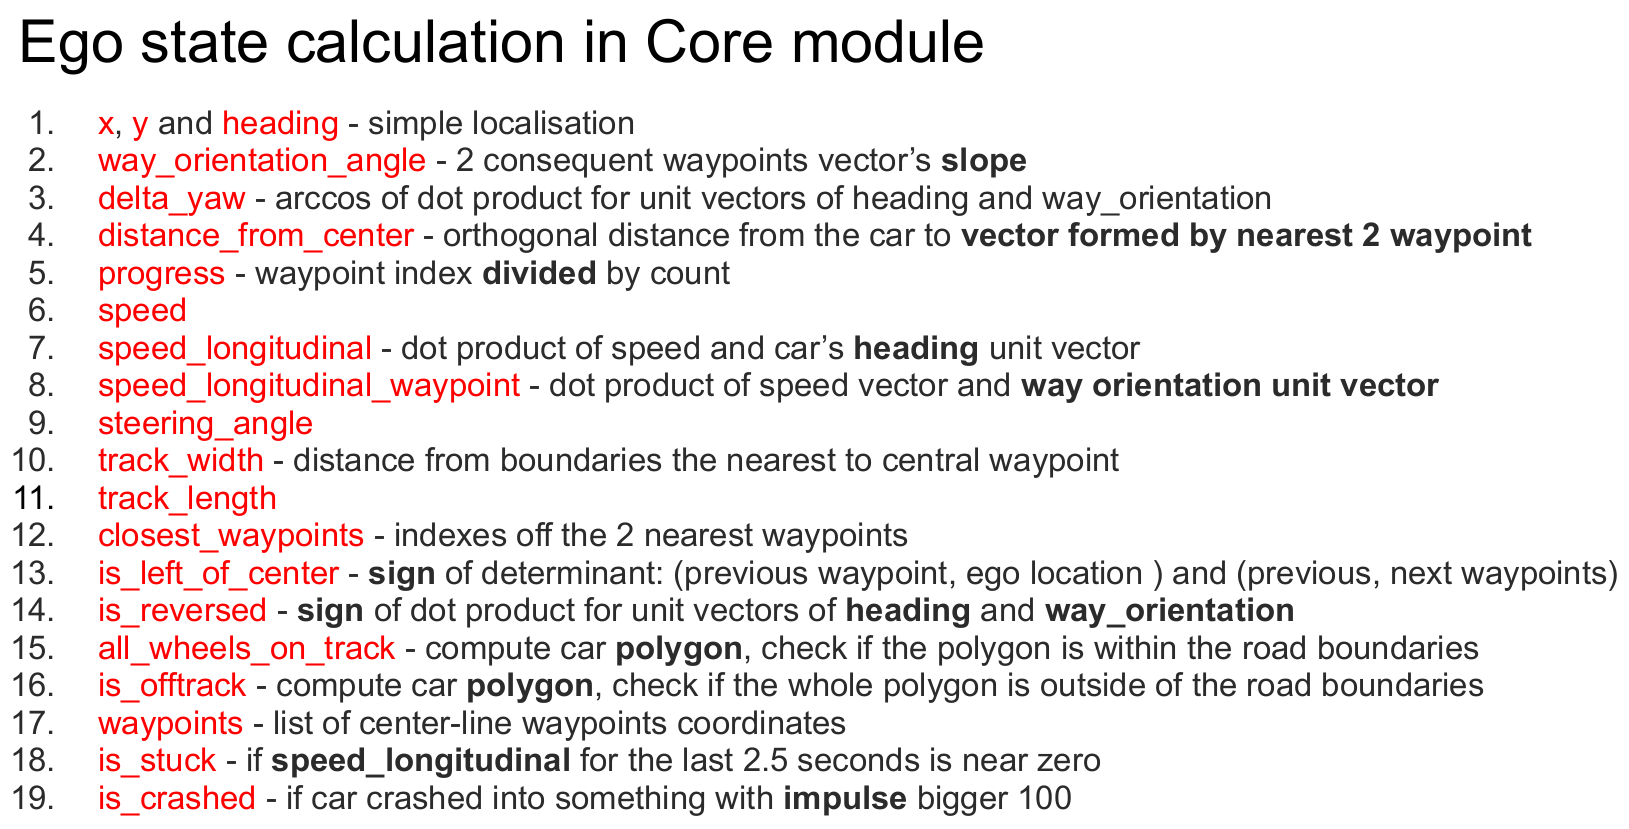 Ego state calculation in Core module
1. x, y and heading - simple localisation
2. way_orientation_angle - 2 consequent waypoints vector’s slope
3. delta_yaw - arccos of dot product for unit vectors of heading and way_orientation
4. distance_from_center - orthogonal distance from the car to vector formed by nearest 2 waypoint
5. progress - waypoint index divided by count
6. speed
7. speed_longitudinal - dot product of speed and car’s heading unit vector
8. speed_longitudinal_waypoint - dot product of speed vector and way orientation unit vector
9. steering_angle
10. track_width - distance from boundaries the nearest to central waypoint
11. track_length
12. closest_waypoints - indexes off the 2 nearest waypoints
13. is_left_of_center - sign of determinant: (previous waypoint, ego location ) and (previous, next waypoints)
14. is_reversed - sign of dot product for unit vectors of heading and way_orientation
15. all_wheels_on_track - compute car polygon, check if the polygon is within the road boundaries
16. is_offtrack - compute car polygon, check if the whole polygon is outside of the road boundaries
17. waypoints - list of center-line waypoints coordinates
18. is_stuck - if speed_longitudinal for the last 2.5 seconds is near zero
19. is_crashed - if car crashed into something with impulse bigger 100